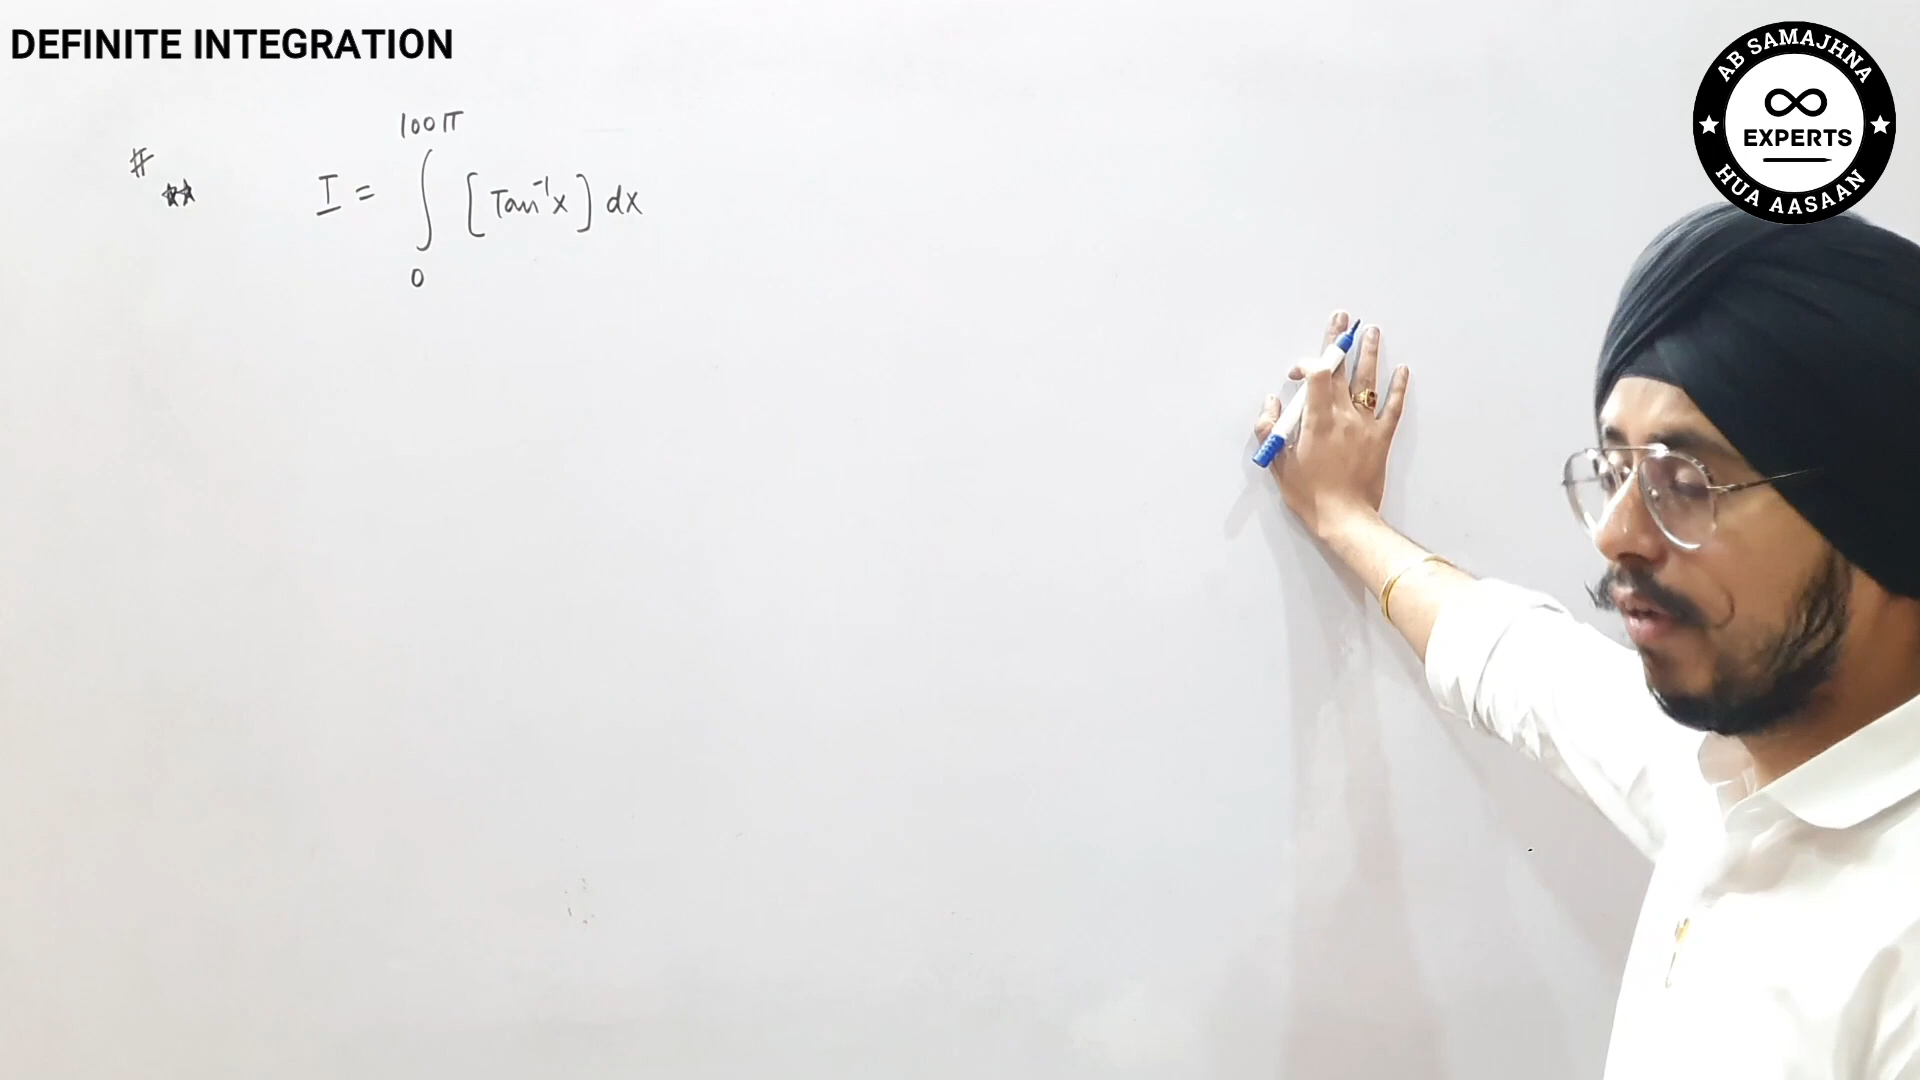 DEFINITE INTEGRATION
AB SAMAJHNA
EXPERTS
HUA AASAAN
# I = ∫₀^{100π} [Tan⁻¹x] dx